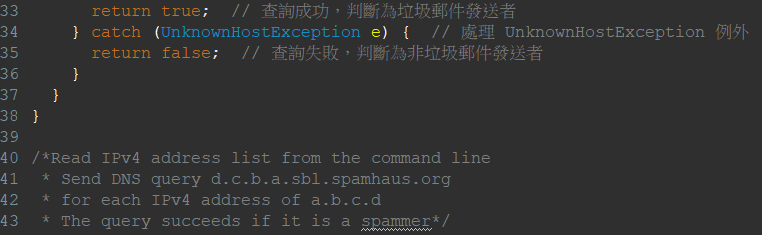 33 return true; // 查詢成功，判斷為垃圾郵件發送者
34 } catch (UnknownHostException e) { // 處理 UnknownHostException 例外
35 return false; // 查詢失敗，判斷為非垃圾郵件發送者
36 }
37 }
38 }
39
40 /*Read IPv4 address list from the command line
41 * Send DNS query d.c.b.a.sbl.spamhaus.org
42 * for each IPv4 address of a.b.c.d
43 * The query succeeds if it is a spammer*/